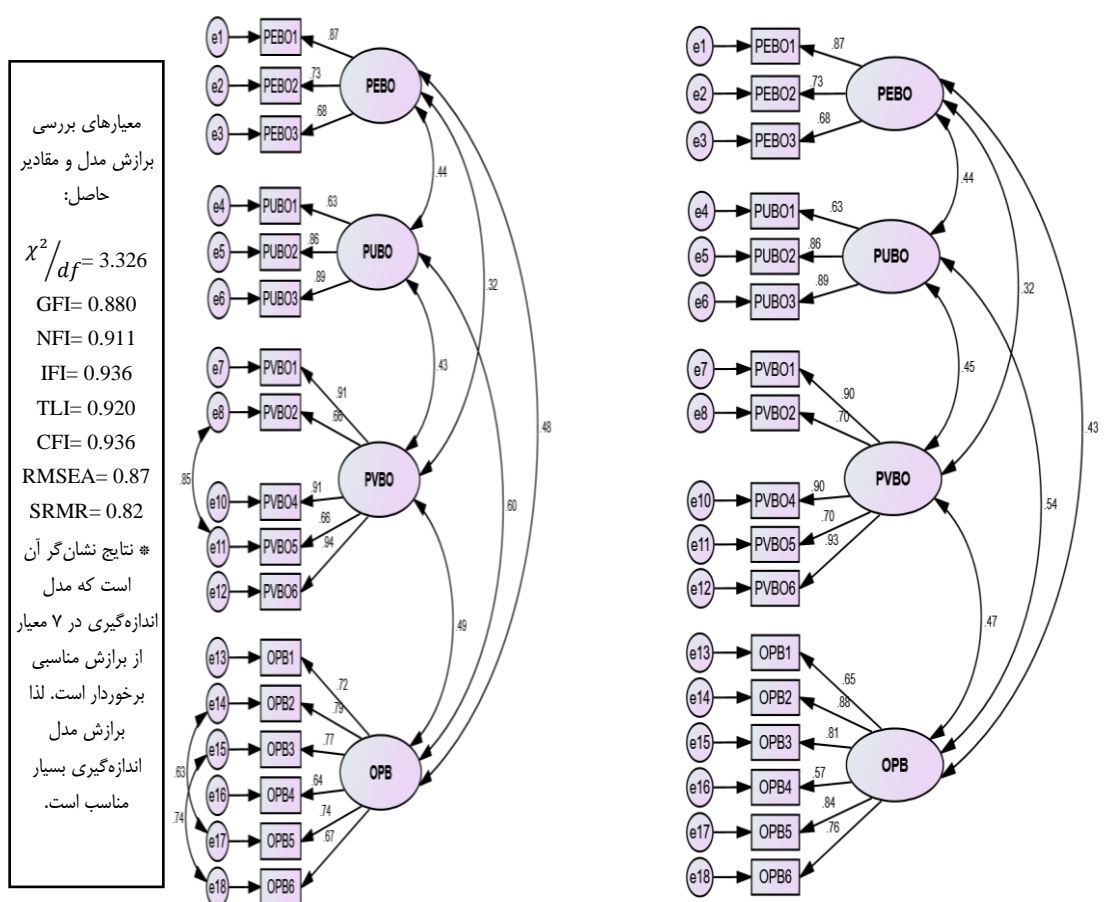 معیارهای بررسی
برازش مدل و مقادیر
حاصل:
χ²/df= 3.326
GFI= 0.880
NFI= 0.911
IFI= 0.936
TLI= 0.920
CFI= 0.936
RMSEA= 0.87
SRMR= 0.82
* نتایج نشان‌گر آن
است که مدل
اندازه‌گیری در ۷ معیار
از برازش مناسبی
برخوردار است. لذا
برازش مدل
اندازه‌گیری بسیار
مناسب است.
e1 PEBO1 .87
e2 PEBO2 .73 PEBO
e3 PEBO3 .68
.44
e4 PUBO1 .63
e5 PUBO2 .86 PUBO
e6 PUBO3 .89
.32
.43
e7 PVBO1 .91
e8 PVBO2 .66
.48
.85 PVBO
e10 PVBO4 .91
.60
e11 PVBO5 .66
e12 PVBO6 .94
.49
e13 OPB1 .72
e14 OPB2 .79
e15 OPB3 .77
.63 OPB
e16 OPB4 .64
.74
e17 OPB5 .74
e18 OPB6 .67
e1 PEBO1 .87
e2 PEBO2 .73 PEBO
e3 PEBO3 .68
.44
e4 PUBO1 .63
e5 PUBO2 .86 PUBO
e6 PUBO3 .89
.32
.45
e7 PVBO1 .90
e8 PVBO2 .70
.43
PVBO
e10 PVBO4 .90
.54
e11 PVBO5 .70
e12 PVBO6 .93
.47
e13 OPB1 .65
e14 OPB2 .88
e15 OPB3 .81
OPB
e16 OPB4 .57
e17 OPB5 .84
e18 OPB6 .76